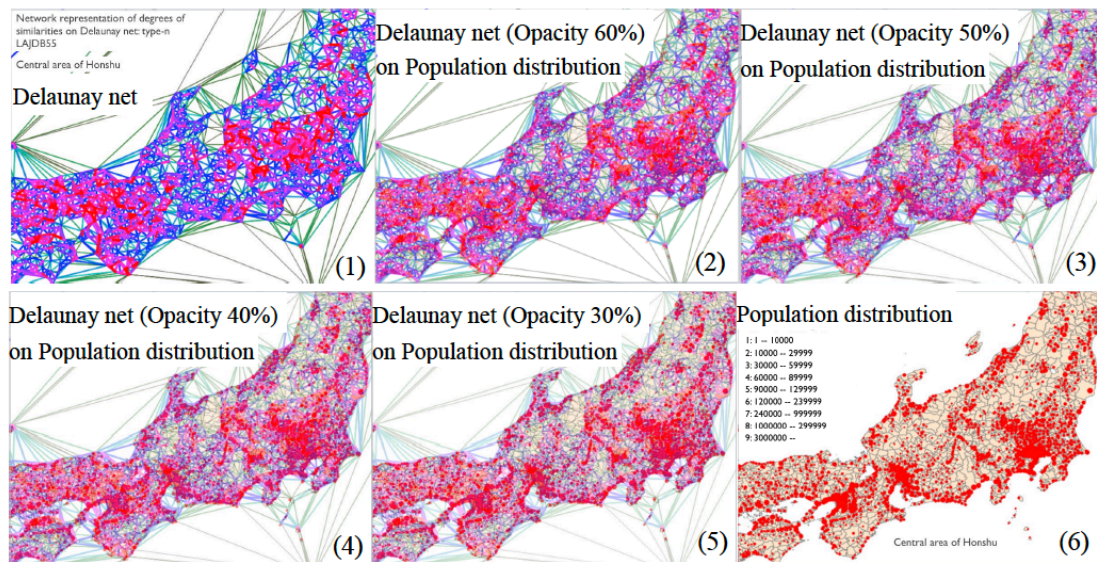 Network representation of degrees of
similarities on Delaunay net: type-n
LAJDB55
Central area of Honshu
Delaunay net
(1)
Delaunay net (Opacity 60%)
on Population distribution
(2)
Delaunay net (Opacity 50%)
on Population distribution
(3)
Delaunay net (Opacity 40%)
on Population distribution
(4)
Delaunay net (Opacity 30%)
on Population distribution
(5)
Population distribution
1: 1 -- 10000
2: 10000 -- 29999
3: 30000 -- 59999
4: 60000 -- 89999
5: 90000 -- 129999
6: 120000 -- 239999
7: 240000 -- 999999
8: 1000000 -- 299999
9: 3000000 --
Central area of Honshu
(6)